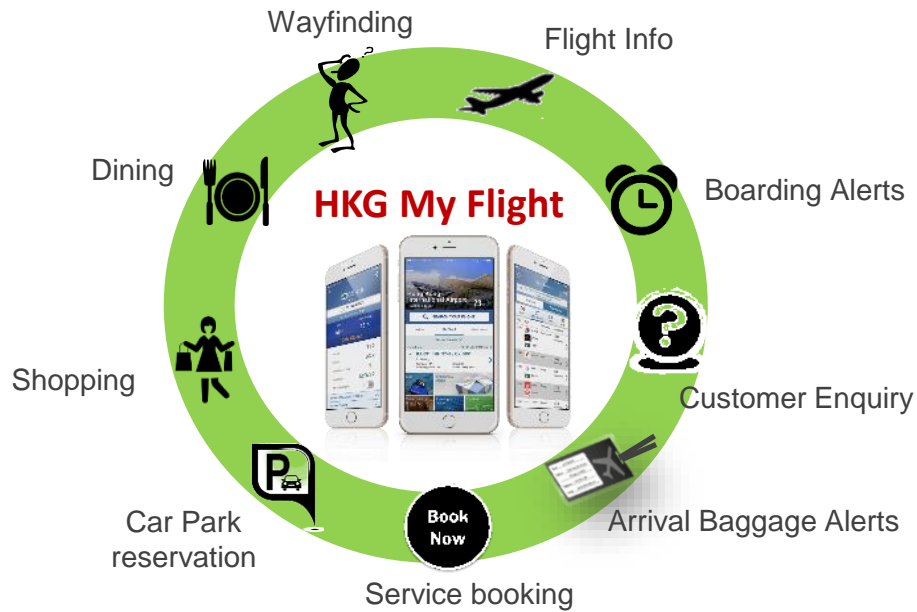 Wayfinding
Flight Info
Dining
HKG My Flight
Boarding Alerts
Shopping
Customer Enquiry
P
Book
Now
Car Park
reservation
Arrival Baggage Alerts
Service booking